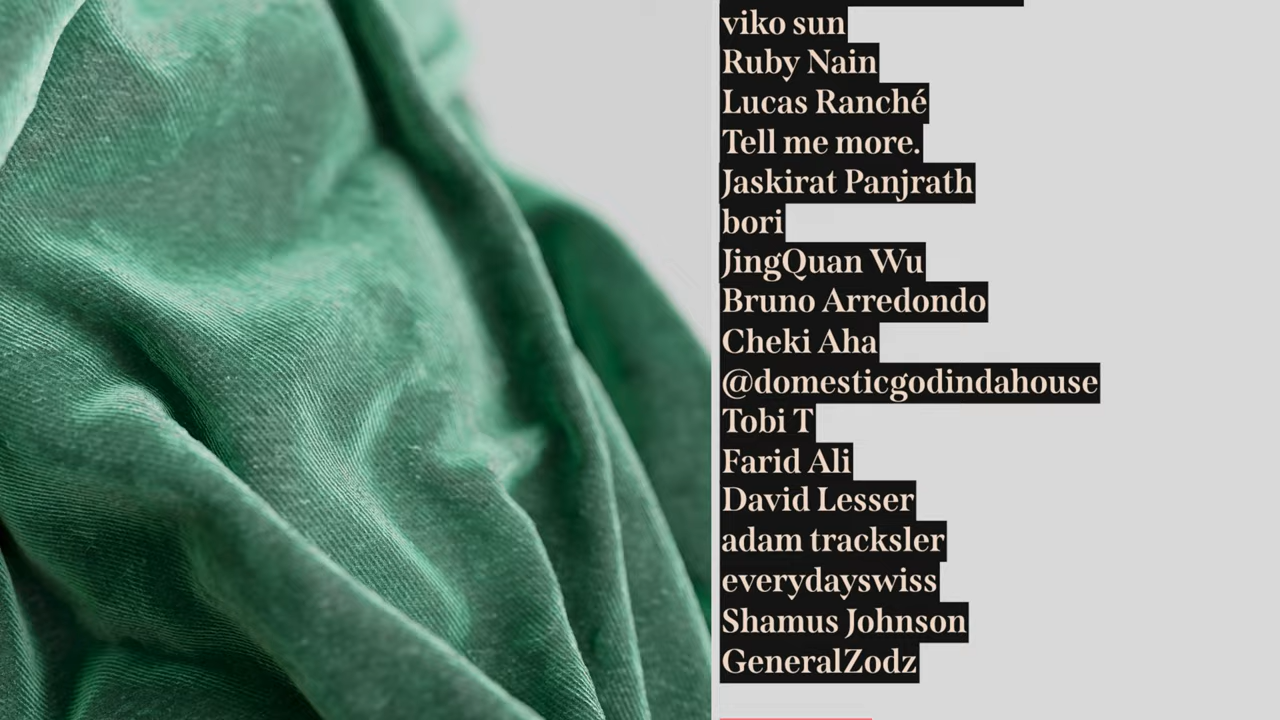 viko sun
Ruby Nain
Lucas Ranché
Tell me more.
Jaskirat Panjrath
bori
JingQuan Wu
Bruno Arredondo
Cheki Aha
@domesticgodindahouse
Tobi T
Farid Ali
David Lesser
adam tracksler
everydayswiss
Shamus Johnson
GeneralZodz